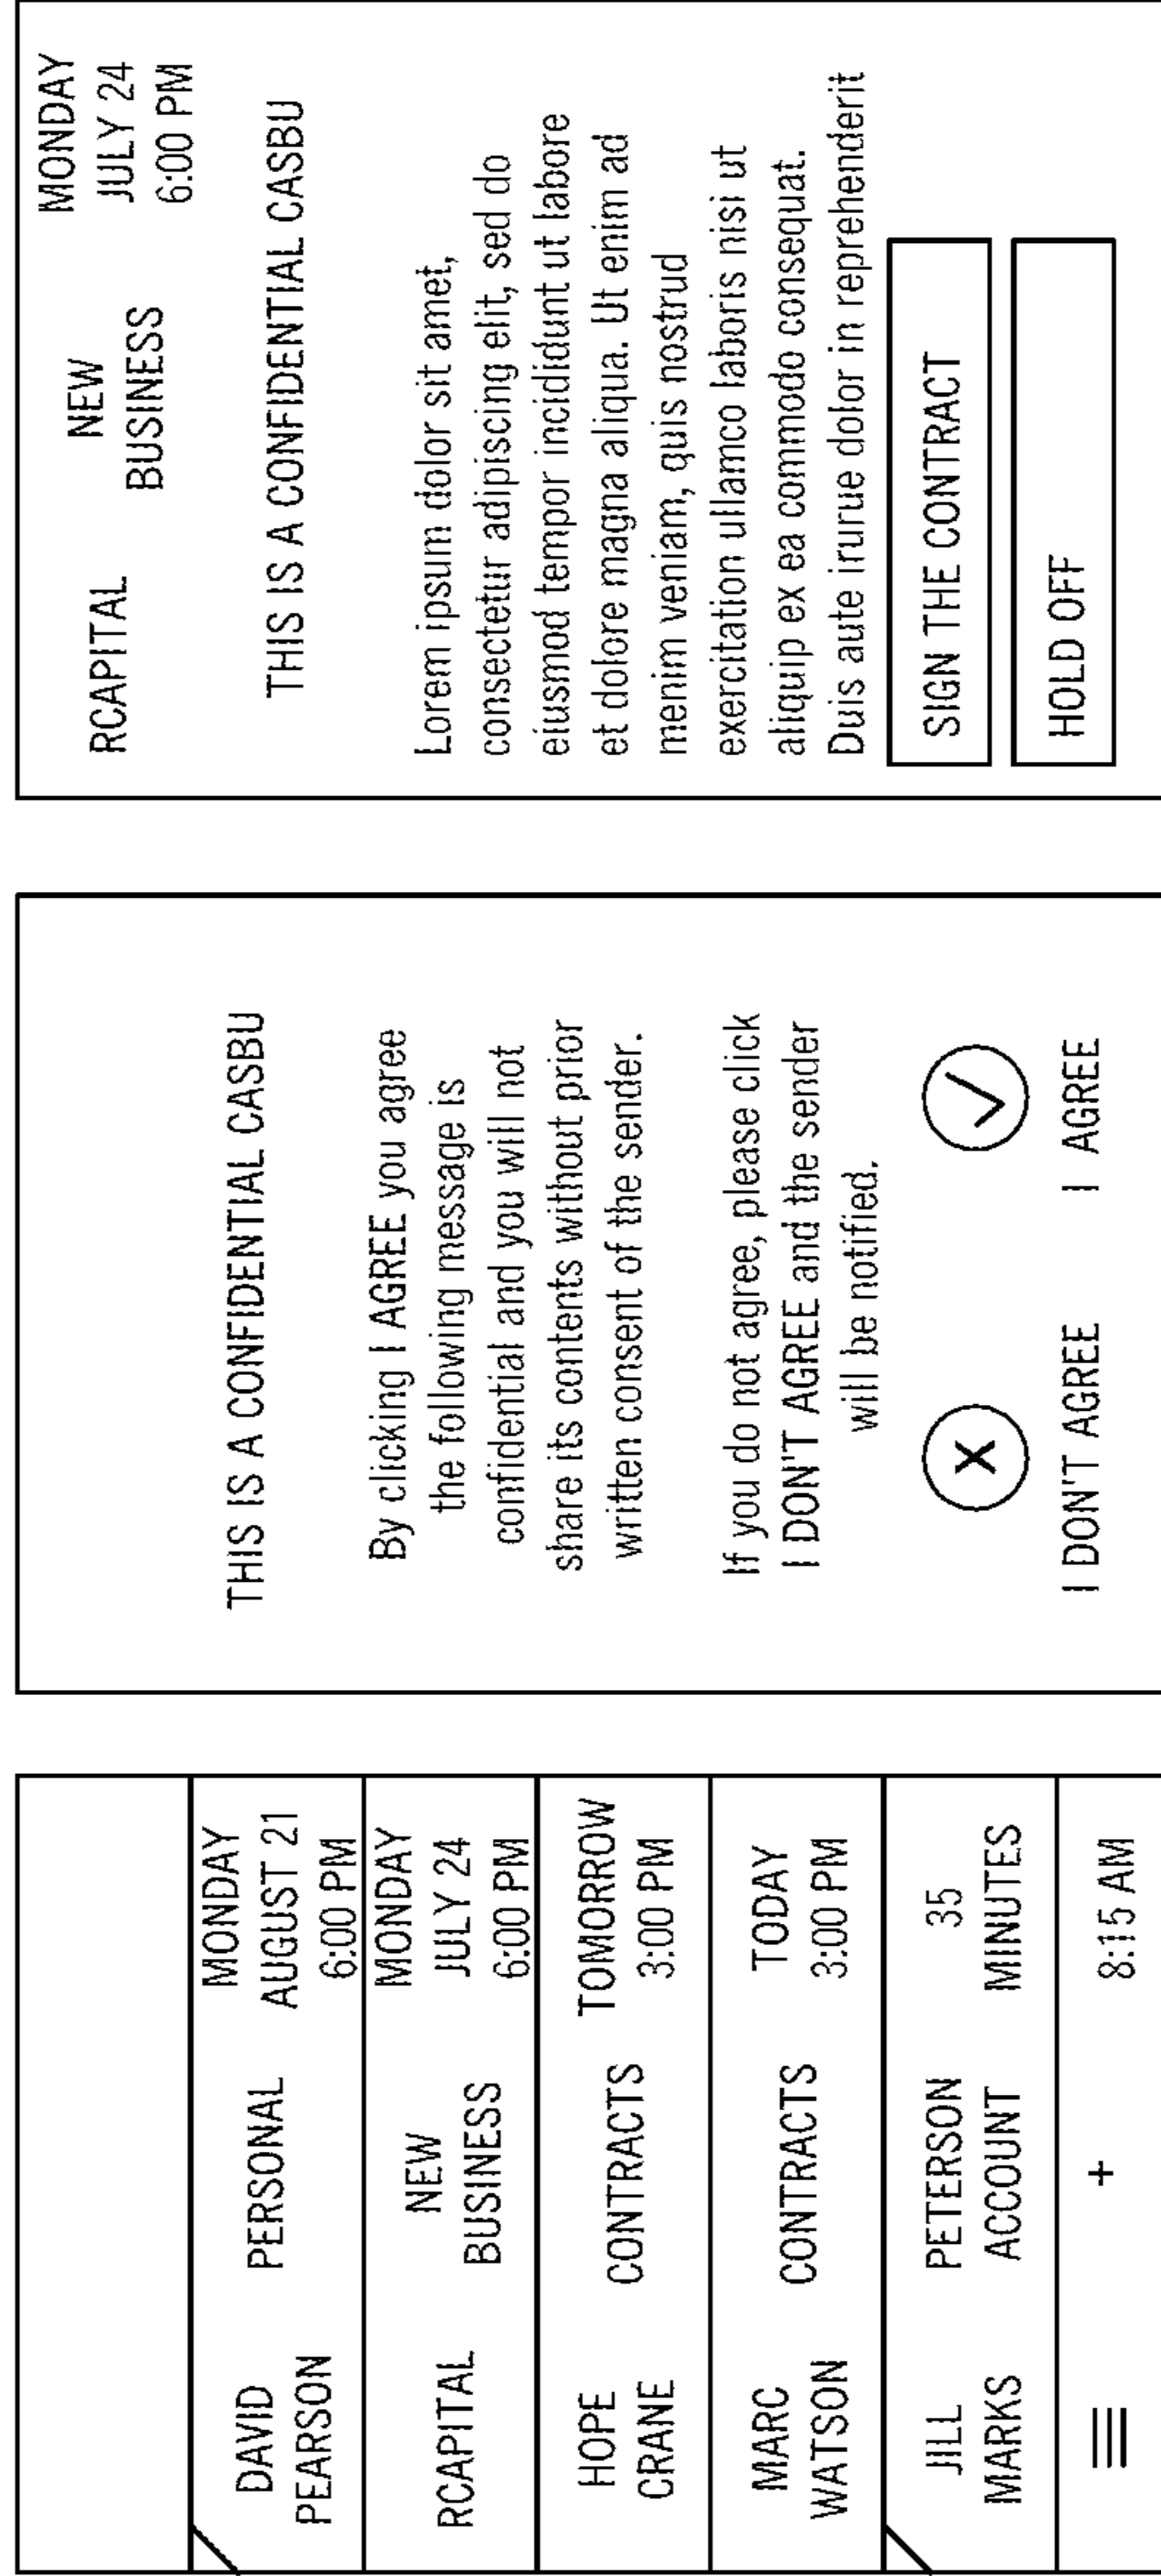 DAVID PEARSON
PERSONAL
MONDAY
AUGUST 21
6:00 PM
RCAPITAL
NEW
BUSINESS
MONDAY
JULY 24
6:00 PM
HOPE
CRANE
CONTRACTS
TOMORROW
3:00 PM
MARC
WATSON
CONTRACTS
TODAY
3:00 PM
JILL
MARKS
PETERSON
ACCOUNT
35
MINUTES
+
8:15 AM
THIS IS A CONFIDENTIAL CASBU
By clicking I AGREE you agree
the following message is
confidential and you will not
share its contents without prior
written consent of the sender.
If you do not agree, please click
I DON'T AGREE and the sender
will be notified.
X
I DON'T AGREE
I AGREE
RCAPITAL
NEW
BUSINESS
MONDAY
JULY 24
6:00 PM
THIS IS A CONFIDENTIAL CASBU
Lorem ipsum dolor sit amet,
consectetur adipiscing elit, sed do
eiusmod tempor incididunt ut labore
et dolore magna aliqua. Ut enim ad
menim veniam, quis nostrud
exercitation ullamco laboris nisi ut
aliquip ex ea commodo consequat.
Duis aute irurue dolor in reprehenderit
SIGN THE CONTRACT
HOLD OFF